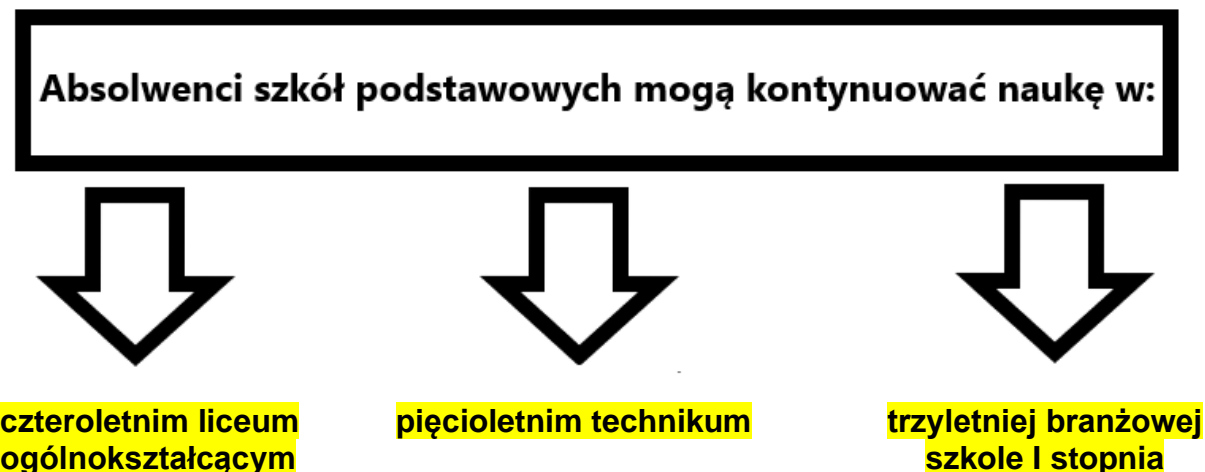 Absolwenci szkół podstawowych mogą kontynuować naukę w:
czteroletnim liceum
ogólnokształcącym
pięcioletnim technikum
trzyletniej branżowej
szkole I stopnia